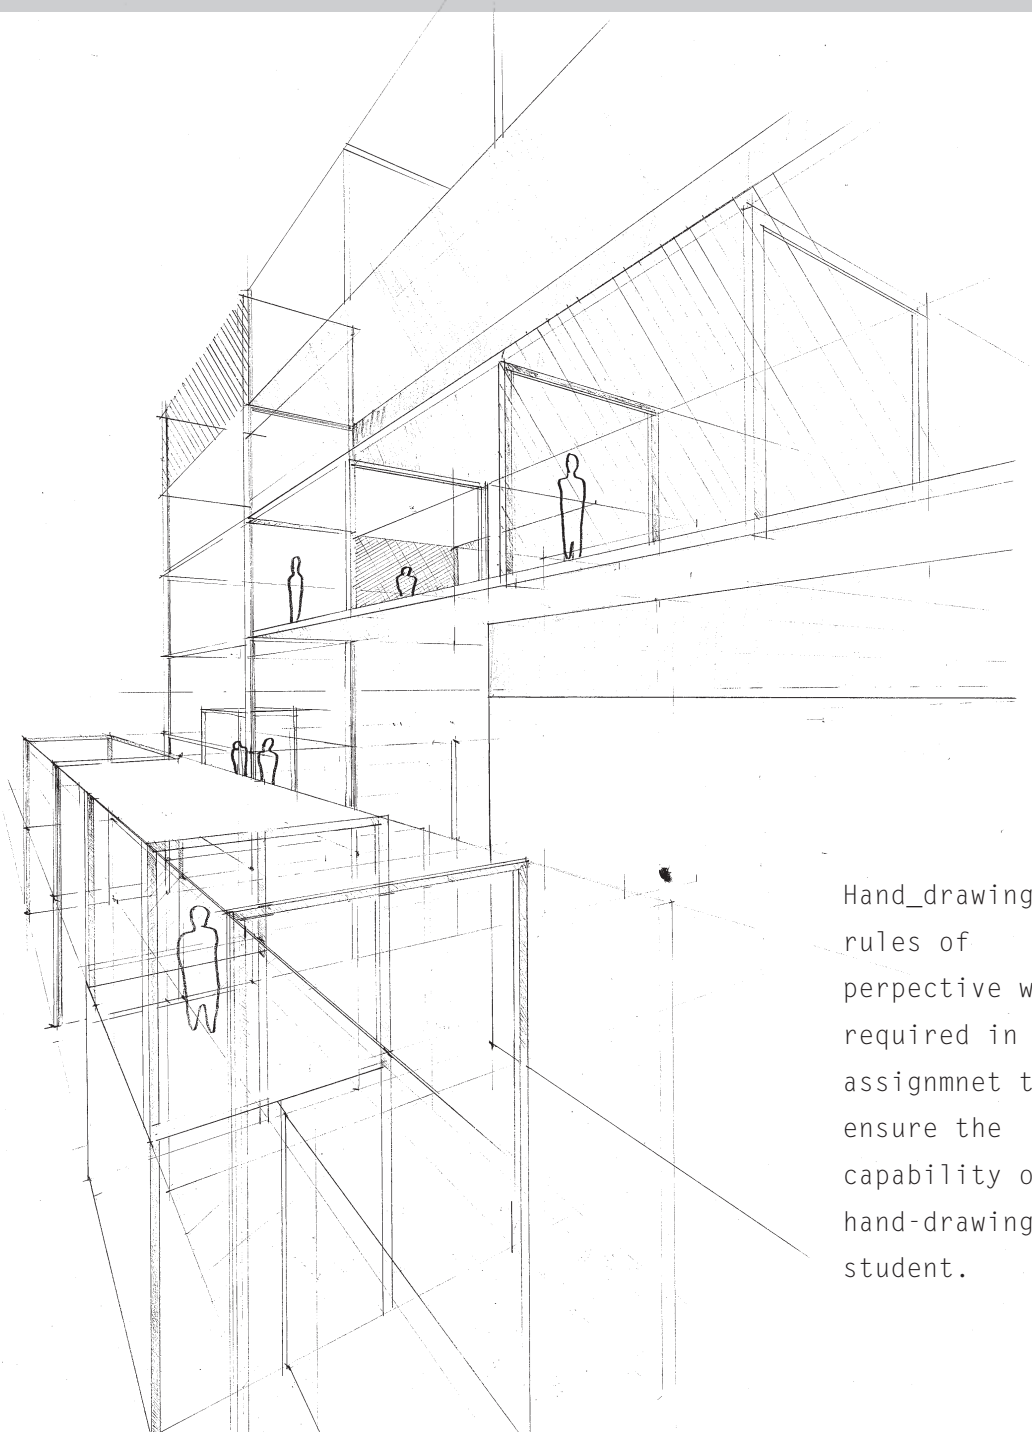 Hand_drawing
rules of
perpective w
required in
assignmnet t
ensure the
capability o
hand-drawing
student.